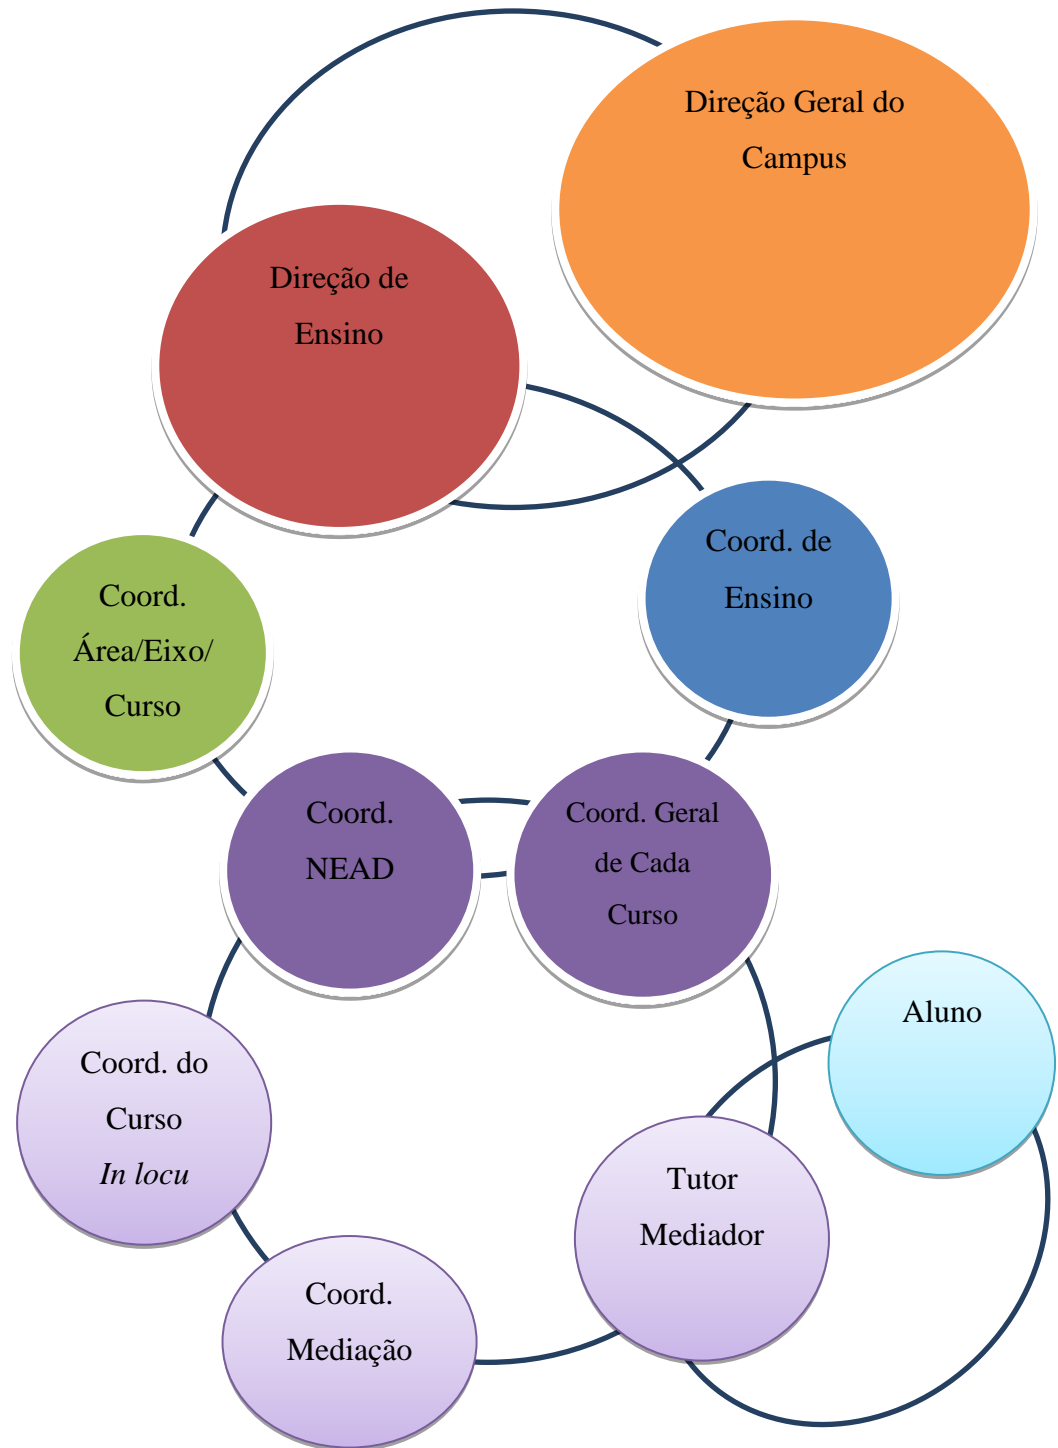 Direção Geral do
Campus
Direção de
Ensino
Coord. de
Ensino
Coord.
Área/Eixo/
Curso
Coord.
NEAD
Coord. Geral
de Cada
Curso
Aluno
Coord. do
Curso
In locu
Tutor
Mediador
Coord.
Mediação